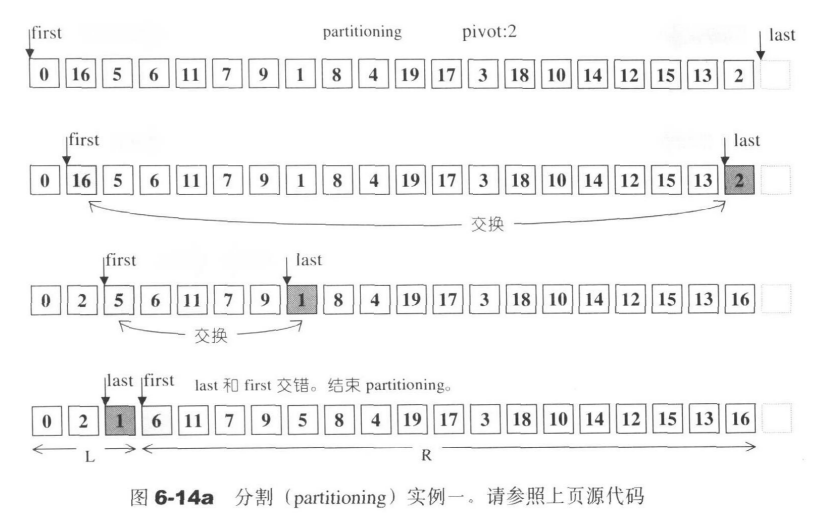 first partitioning pivot:2 last
0 16 5 6 11 7 9 1 8 4 19 17 3 18 10 14 12 15 13 2
first last
0 16 5 6 11 7 9 1 8 4 19 17 3 18 10 14 12 15 13 2
交换
first last
0 2 5 6 11 7 9 1 8 4 19 17 3 18 10 14 12 15 13 16
交换
last first last 和 first 交错。结束 partitioning。
0 2 1 6 11 7 9 5 8 4 19 17 3 18 10 14 12 15 13 16
L R
图 6-14a 分割（partitioning）实例一。请参照上页源代码